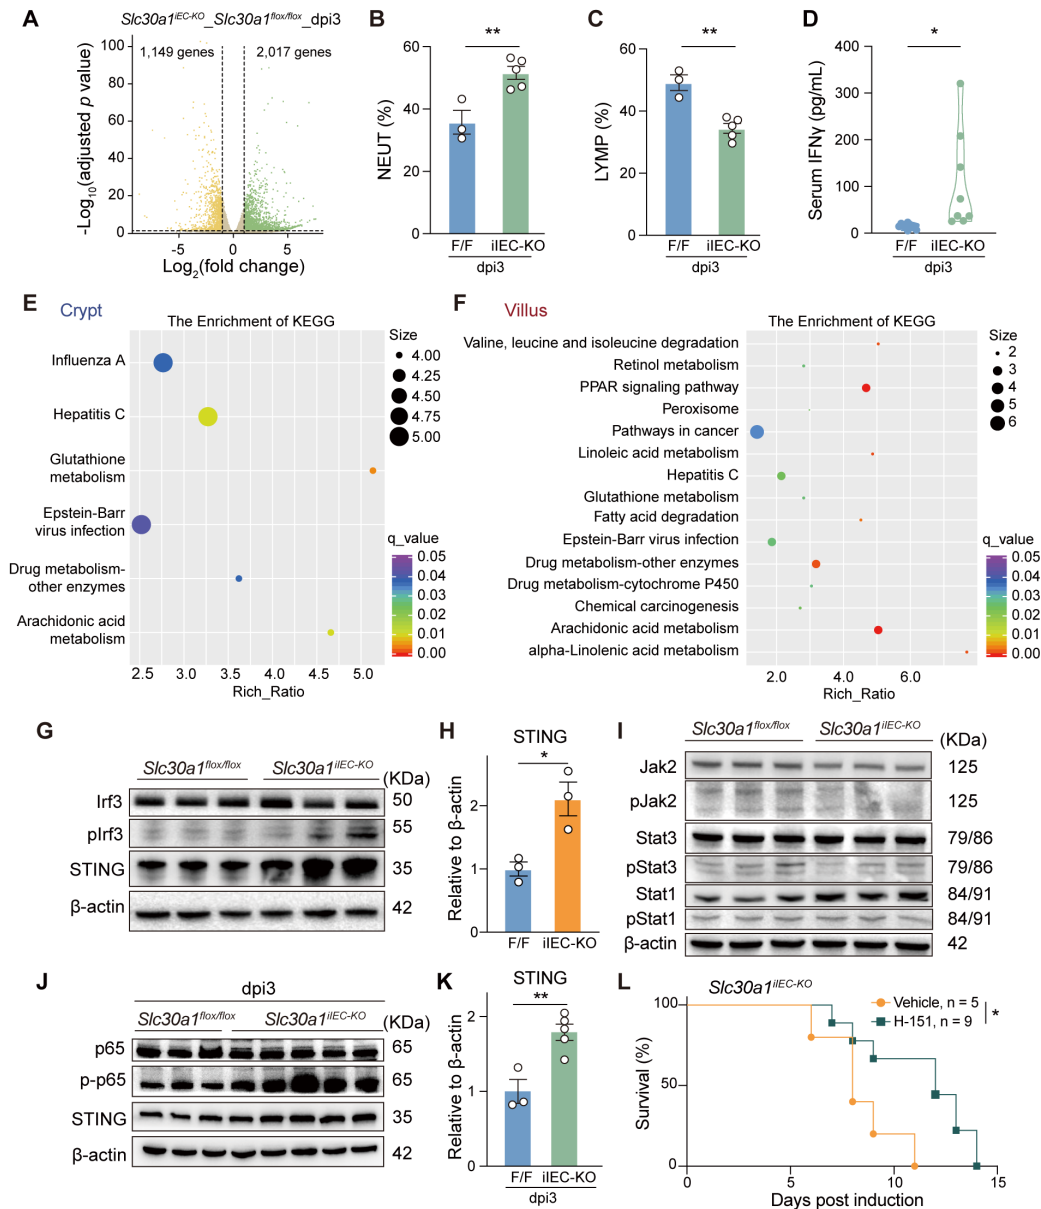 A
Slc30a1iEC-KO_Slc30a1flox/flox_dpi3
1,149 genes
2,017 genes
-Log10(adjusted p value)
100
80
60
40
20
0
-5
0
5
Log2(fold change)
B
**
NEUT (%)
60
40
20
0
F/F
iIEC-KO
dpi3
C
**
LYMP (%)
60
40
20
0
F/F
iIEC-KO
dpi3
D
*
Serum IFNγ (pg/mL)
400
300
200
100
0
F/F
iIEC-KO
dpi3
E
Crypt
The Enrichment of KEGG
Influenza A
Hepatitis C
Glutathione
metabolism
Epstein-Barr
virus infection
Drug metabolism-
other enzymes
Arachidonic acid
metabolism
2.5
3.0
3.5
4.0
4.5
5.0
Rich_Ratio
Size
4.00
4.25
4.50
4.75
5.00
q_value
0.05
0.04
0.03
0.02
0.01
0.00
F
Villus
The Enrichment of KEGG
Valine, leucine and isoleucine degradation
Retinol metabolism
PPAR signaling pathway
Peroxisome
Pathways in cancer
Linoleic acid metabolism
Hepatitis C
Glutathione metabolism
Fatty acid degradation
Epstein-Barr virus infection
Drug metabolism-other enzymes
Drug metabolism-cytochrome P450
Chemical carcinogenesis
Arachidonic acid metabolism
alpha-Linolenic acid metabolism
2.0
4.0
6.0
Rich_Ratio
Size
2
3
4
5
6
q_value
0.05
0.04
0.03
0.02
0.01
0.00
G
Slc30a1flox/flox
Slc30a1iIEC-KO
(KDa)
Irf3
50
pIrf3
55
STING
35
β-actin
42
H
STING
*
Relative to β-actin
2
1
0
F/F
iIEC-KO
I
Slc30a1flox/flox
Slc30a1iIEC-KO
(KDa)
Jak2
125
pJak2
125
Stat3
79/86
pStat3
79/86
Stat1
84/91
pStat1
84/91
β-actin
42
J
dpi3
Slc30a1flox/flox
Slc30a1iIEC-KO
(KDa)
p65
65
p-p65
65
STING
35
β-actin
42
K
STING
**
Relative to β-actin
2
1
0
F/F
iIEC-KO
dpi3
L
Slc30a1iIEC-KO
Vehicle, n = 5
H-151, n = 9
*
Survival (%)
100
50
0
0
5
10
15
Days post induction